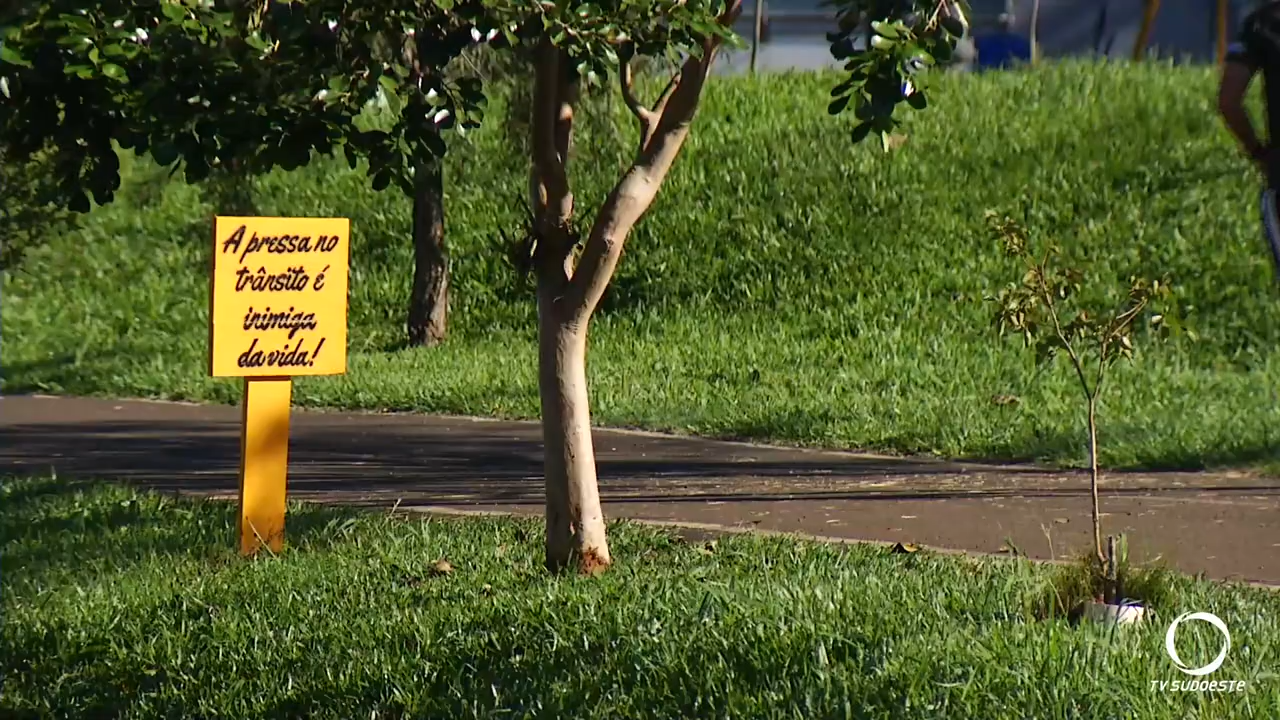 A pressa no
trânsito é
inimiga
da vida!
TV SUDOESTE